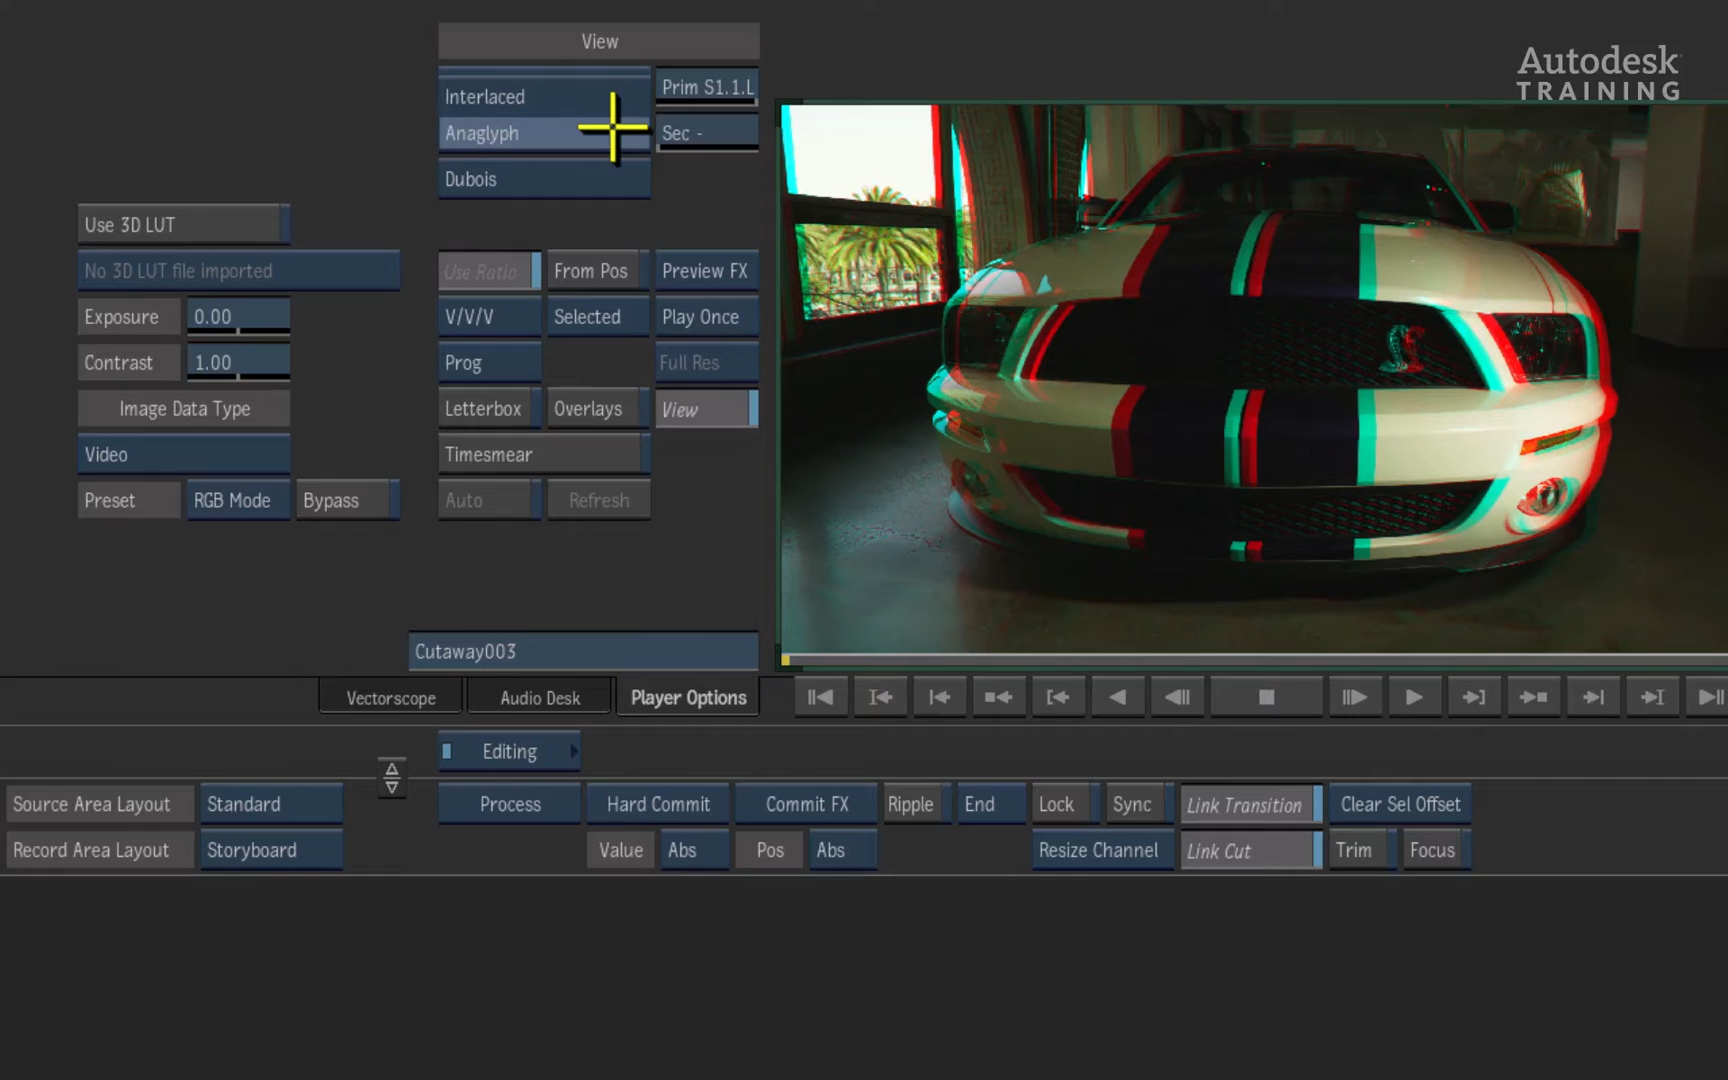 View
Autodesk
TRAINING
Interlaced
Prim S1.1.L
Anaglyph
Sec -
Dubois
Use 3D LUT
No 3D LUT file imported
Use Ratio
From Pos
Preview FX
Exposure
0.00
V/V/V
Selected
Play Once
Contrast
1.00
Prog
Full Res
Image Data Type
Letterbox
Overlays
View
Video
Timesmear
Preset
RGB Mode
Bypass
Auto
Refresh
Cutaway003
Vectorscope
Audio Desk
Player Options
Editing
Source Area Layout
Standard
Process
Hard Commit
Commit FX
Ripple
End
Lock
Sync
Link Transition
Clear Sel Offset
Record Area Layout
Storyboard
Value
Abs
Pos
Abs
Resize Channel
Link Cut
Trim
Focus